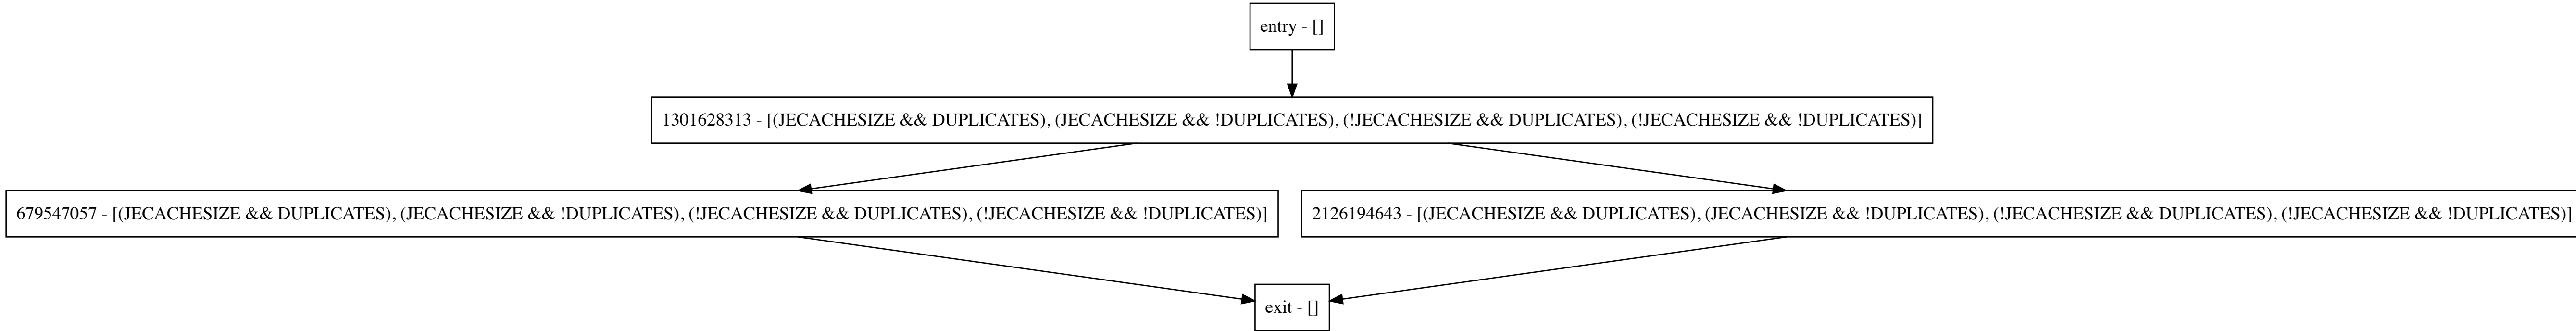 entry - []
1301628313 - [(JECACHESIZE && DUPLICATES), (JECACHESIZE && !DUPLICATES), (!JECACHESIZE && DUPLICATES), (!JECACHESIZE && !DUPLICATES)]
679547057 - [(JECACHESIZE && DUPLICATES), (JECACHESIZE && !DUPLICATES), (!JECACHESIZE && DUPLICATES), (!JECACHESIZE && !DUPLICATES)]
2126194643 - [(JECACHESIZE && DUPLICATES), (JECACHESIZE && !DUPLICATES), (!JECACHESIZE && DUPLICATES), (!JECACHESIZE && !DUPLICATES)]
exit - []